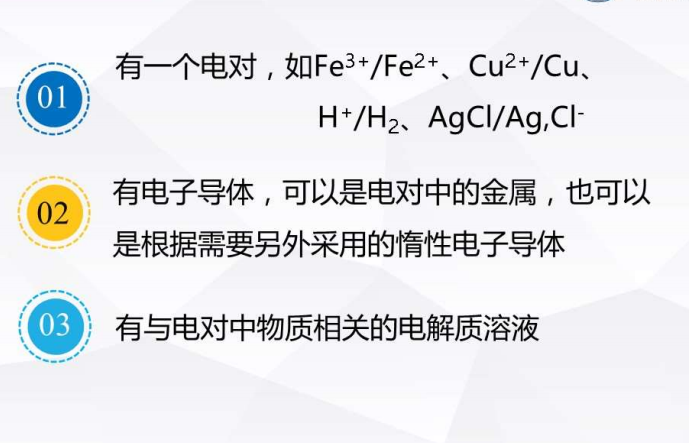 01
有一个电对，如Fe³⁺/Fe²⁺、Cu²⁺/Cu、
H⁺/H₂、AgCl/Ag,Cl⁻
02
有电子导体，可以是电对中的金属，也可以
是根据需要另外采用的惰性电子导体
03
有与电对中物质相关的电解质溶液